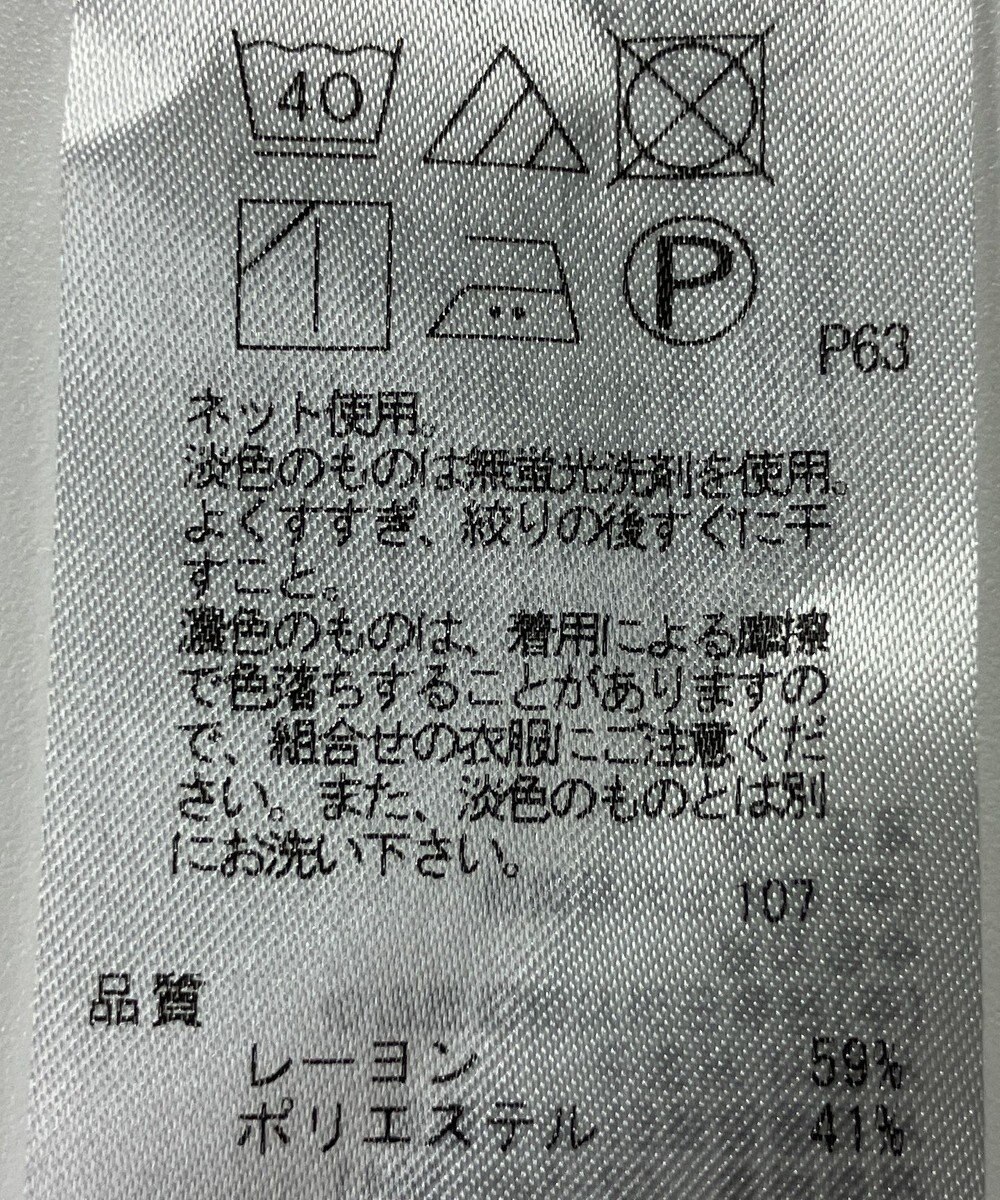 40
P
P63
ネット使用。
淡色のものは無蛍光洗剤を使用。
よくすすぎ、絞りの後すぐに干
すこと。
濃色のものは、着用による摩擦
で色落ちすることがありますの
で、組合せの衣服にご注意くだ
さい。また、淡色のものとは別
にお洗い下さい。
107
品質
レーヨン 59%
ポリエステル 41%